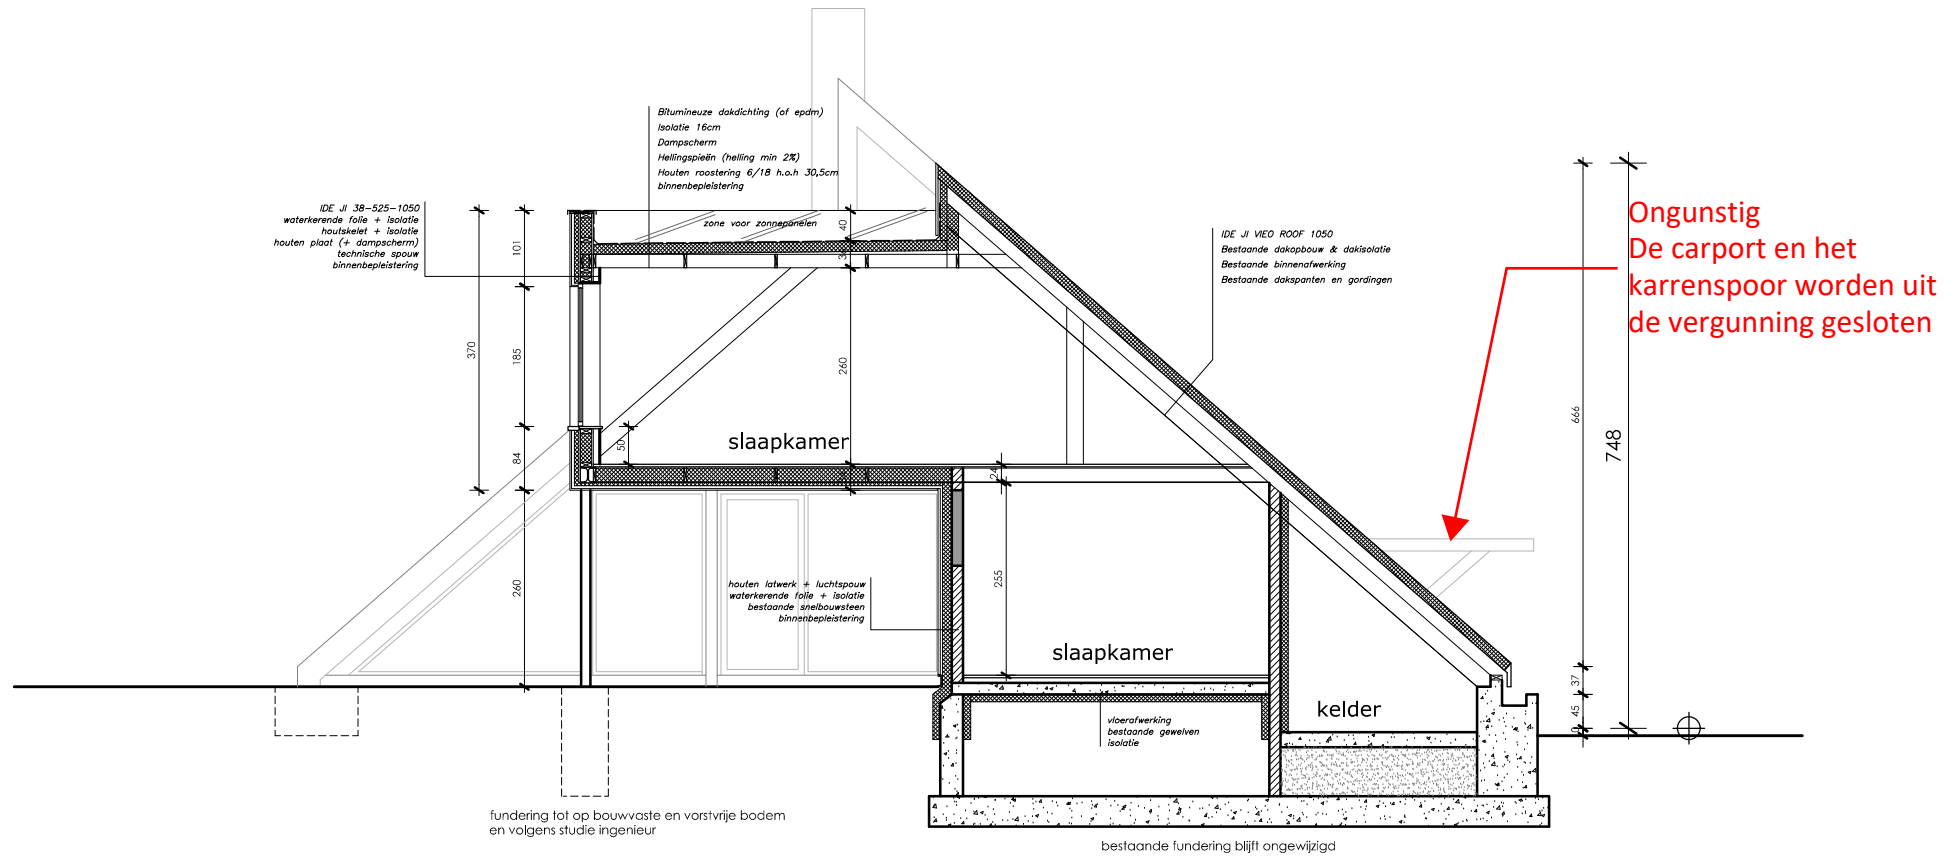 Bitumineuze dakdichting (of epdm)
Isolatie 16cm
Dampscherm
Hellingspieën (helling min 2%)
Houten roostering 6/18 h.o.h 30,5cm
binnenbepleistering
IDE JI 38-525-1050
waterkerende folie + isolatie
houtskelet + isolatie
houten plaat (+ dampscherm)
technische spouw
binnenbepleistering
zone voor zonnepanelen
IDE JI VIEO ROOF 1050
Bestaande dakopbouw & dakisolatie
Bestaande binnenafwerking
Bestaande dakspanten en gordingen
Ongunstig
De carport en het
karrenspoor worden uit
de vergunning gesloten
370
101
185
84
260
40
260
50
24
255
666
748
37
45
slaapkamer
houten latwerk + luchtspouw
waterkerende folie + isolatie
bestaande snelbouwsteen
binnenbepleistering
slaapkamer
kelder
vloerafwerking
bestaande gewelven
isolatie
fundering tot op bouwvaste en vorstvrije bodem
en volgens studie ingenieur
bestaande fundering blijft ongewijzigd